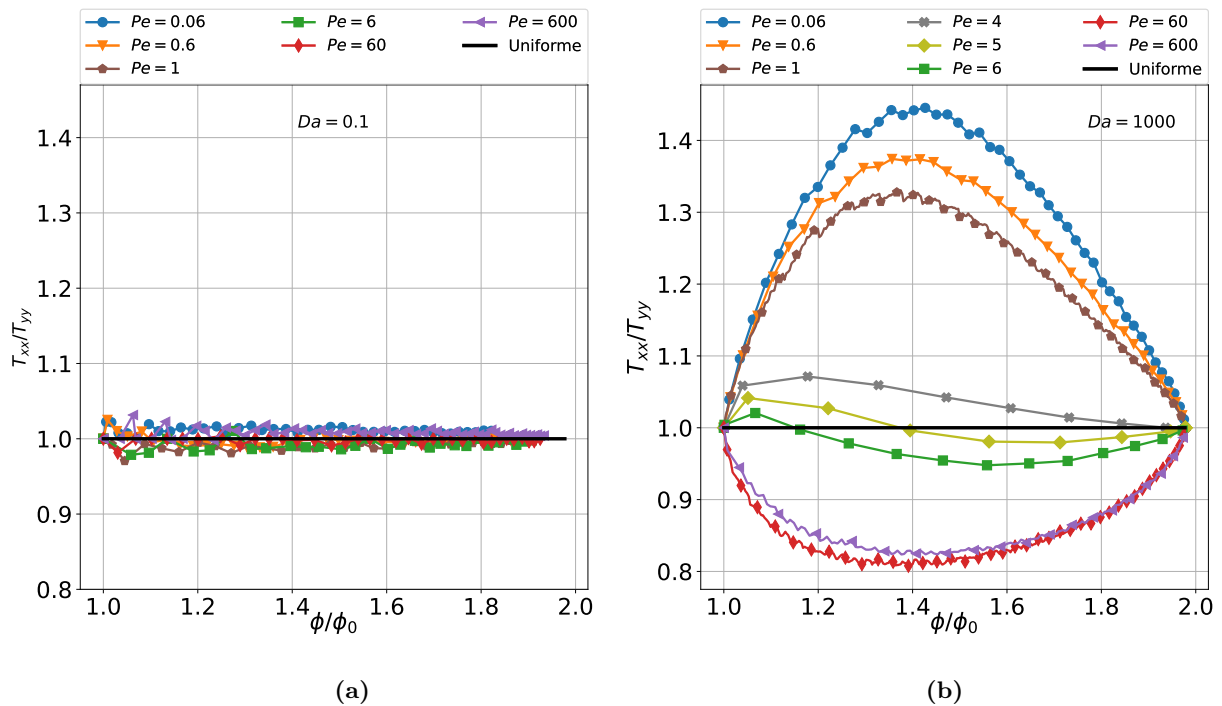 Pe = 0.06 Pe = 6 Pe = 600
Pe = 0.6 Pe = 60 Uniforme
Pe = 1
Da = 0.1
1.4
1.3
1.2
1.1
1.0
0.9
0.8
T_xx/T_yy
1.0 1.2 1.4 1.6 1.8 2.0
ϕ/ϕ_0
(a)
Pe = 0.06 Pe = 4 Pe = 60
Pe = 0.6 Pe = 5 Pe = 600
Pe = 1 Pe = 6 Uniforme
Da = 1000
1.4
1.3
1.2
1.1
1.0
0.9
0.8
T_xx/T_yy
1.0 1.2 1.4 1.6 1.8 2.0
ϕ/ϕ_0
(b)